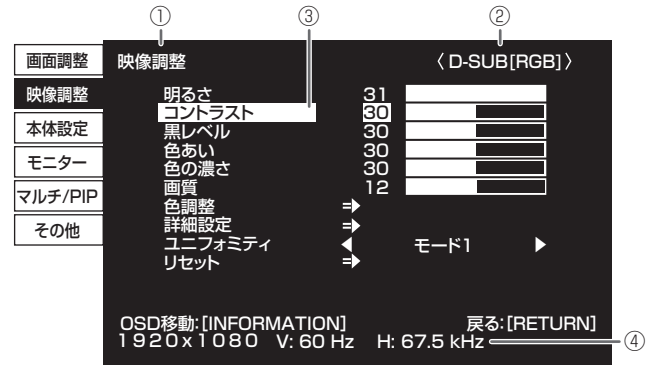 ① ③ ②
画面調整
映像調整
本体設定
モニター
マルチ/PIP
その他
映像調整 〈D-SUB[RGB]〉
明るさ 31
コントラスト 30
黒レベル 30
色あい 30
色の濃さ 30
画質 12
色調整
詳細設定
ユニフォミティ モード1
リセット
OSD移動:[INFORMATION] 戻る:[RETURN]
1920x1080 V: 60 Hz H: 67.5 kHz ④